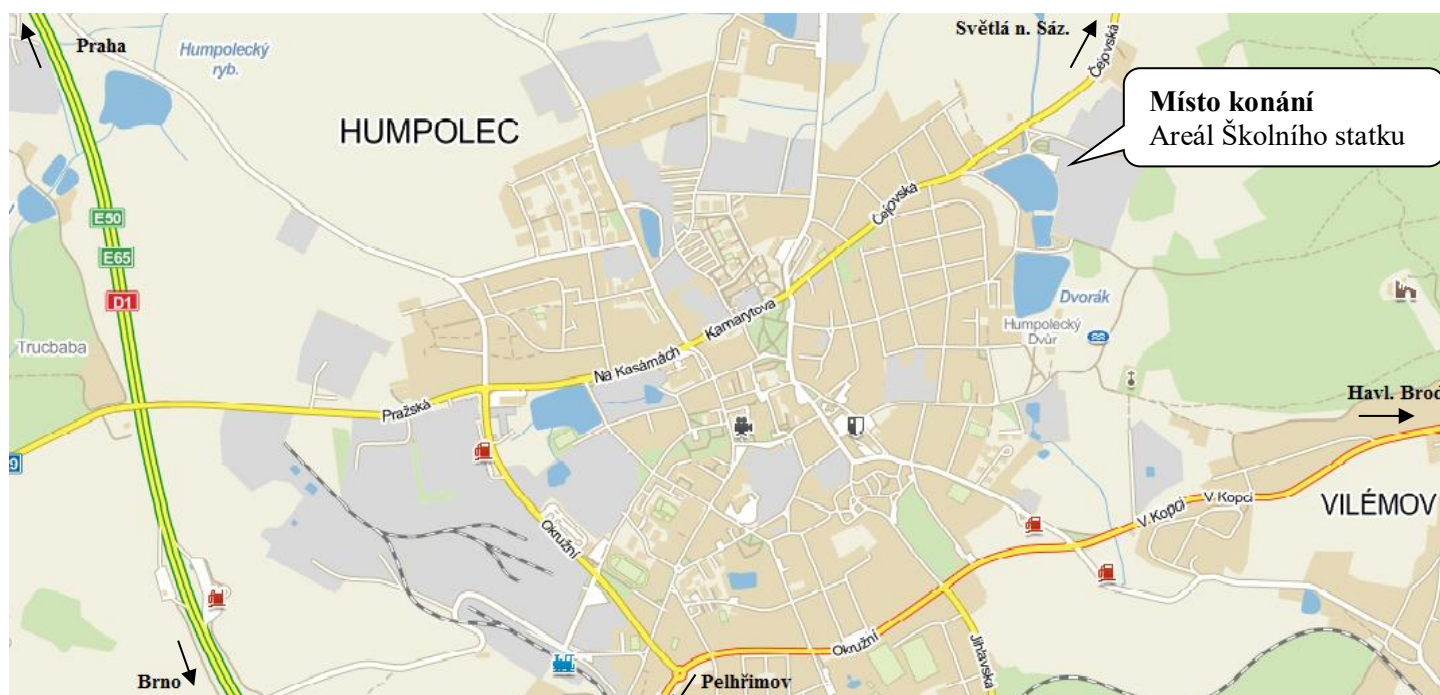 Praha
Světlá n. Sáz.
Humpolecký
ryb.
Čejovská
Místo konání
Areál Školního statku
HUMPOLEC
Čejovská
E50
E65
D1
Kamarytova
Dvorák
Humpolecký
Dvůr
Trucbaba
Na Kasárnách
Pražská
Havl. Brod
9
V Kopci
V Kopci
VILÉMOV
Okružní
Okružní
Jihlavská
Brno
Pelhřimov